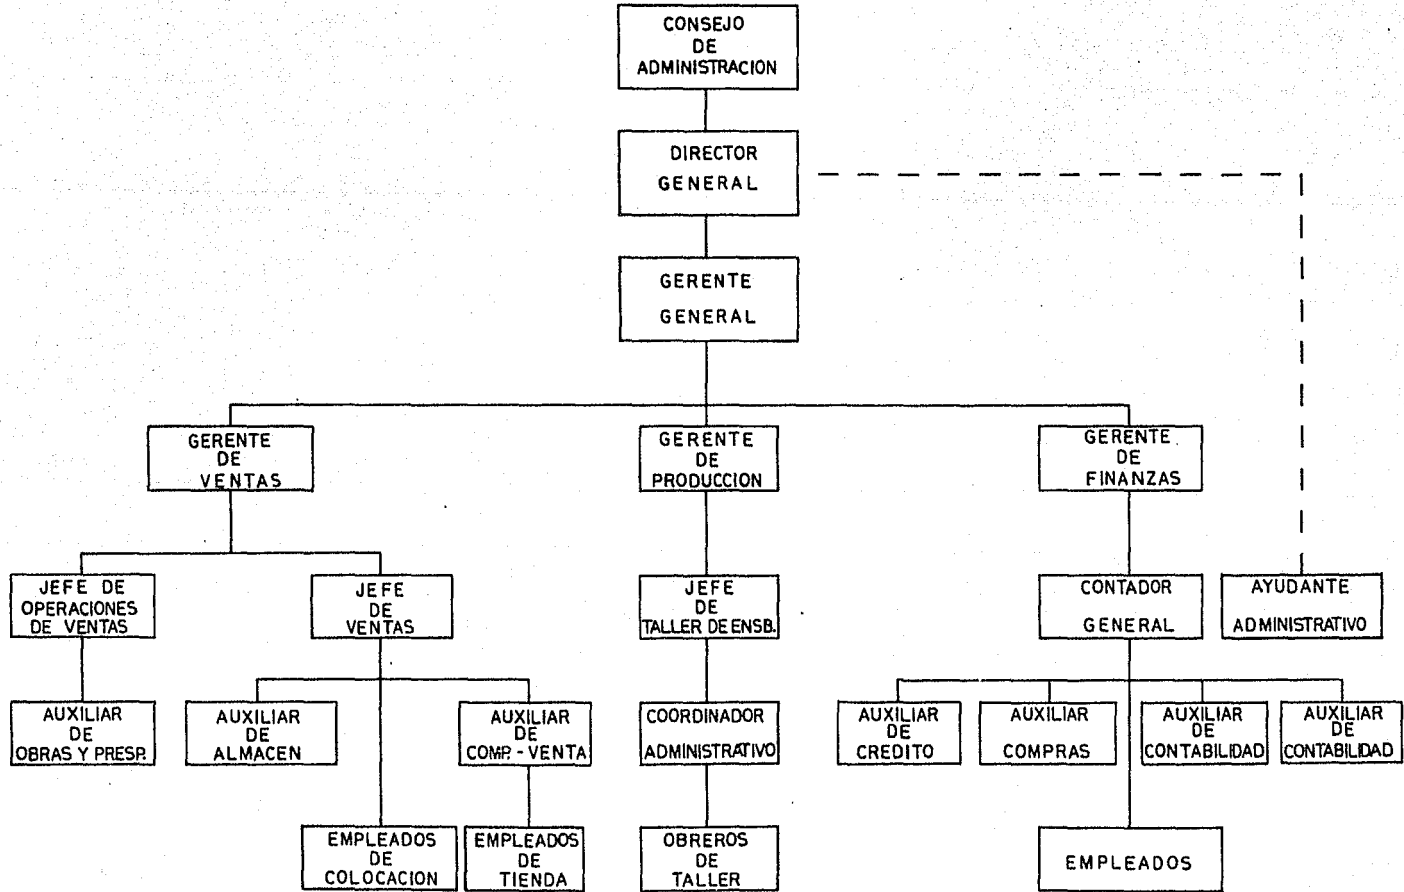 CONSEJO
DE
ADMINISTRACION
DIRECTOR
GENERAL
GERENTE
GENERAL
GERENTE
DE
VENTAS
GERENTE
DE
PRODUCCION
GERENTE
DE
FINANZAS
JEFE DE
OPERACIONES
DE VENTAS
JEFE
DE
VENTAS
JEFE
DE
TALLER DE ENSB.
CONTADOR
GENERAL
AYUDANTE
ADMINISTRATIVO
AUXILIAR
DE
OBRAS Y PRESP.
AUXILIAR
DE
ALMACEN
AUXILIAR
DE
COMP.-VENTA
COORDINADOR
ADMINISTRATIVO
AUXILIAR
DE
CREDITO
AUXILIAR
COMPRAS
AUXILIAR
DE
CONTABILIDAD
AUXILIAR
DE
CONTABILIDAD
EMPLEADOS
DE
COLOCACION
EMPLEADOS
DE
TIENDA
OBREROS
DE
TALLER
EMPLEADOS